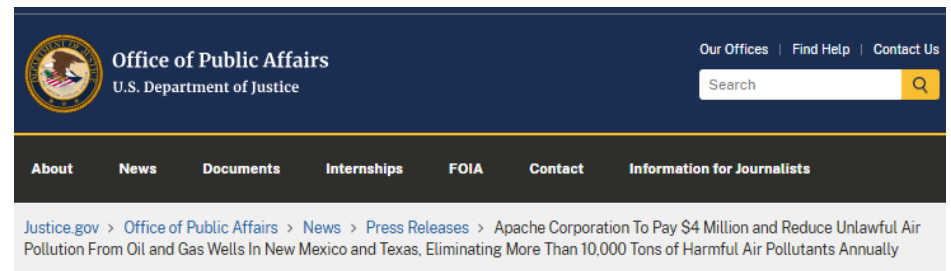 Office of Public Affairs
U.S. Department of Justice
Our Offices | Find Help | Contact Us
Search
About News Documents Internships FOIA Contact Information for Journalists
Justice.gov > Office of Public Affairs > News > Press Releases > Apache Corporation To Pay $4 Million and Reduce Unlawful Air
Pollution From Oil and Gas Wells In New Mexico and Texas, Eliminating More Than 10,000 Tons of Harmful Air Pollutants Annually